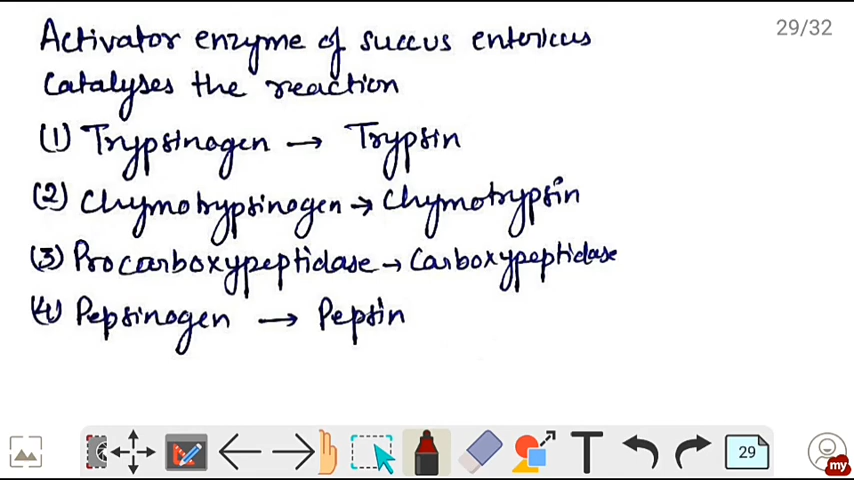 29/32
Activator enzyme of succus entericus
Catalyses the reaction
(1) Trypsinogen → Trypsin
(2) Chymotrypsinogen → Chymotrypsin
(3) Procarboxypeptidase → Carboxypeptidase
(4) Pepsinogen → Pepsin
T
29
my